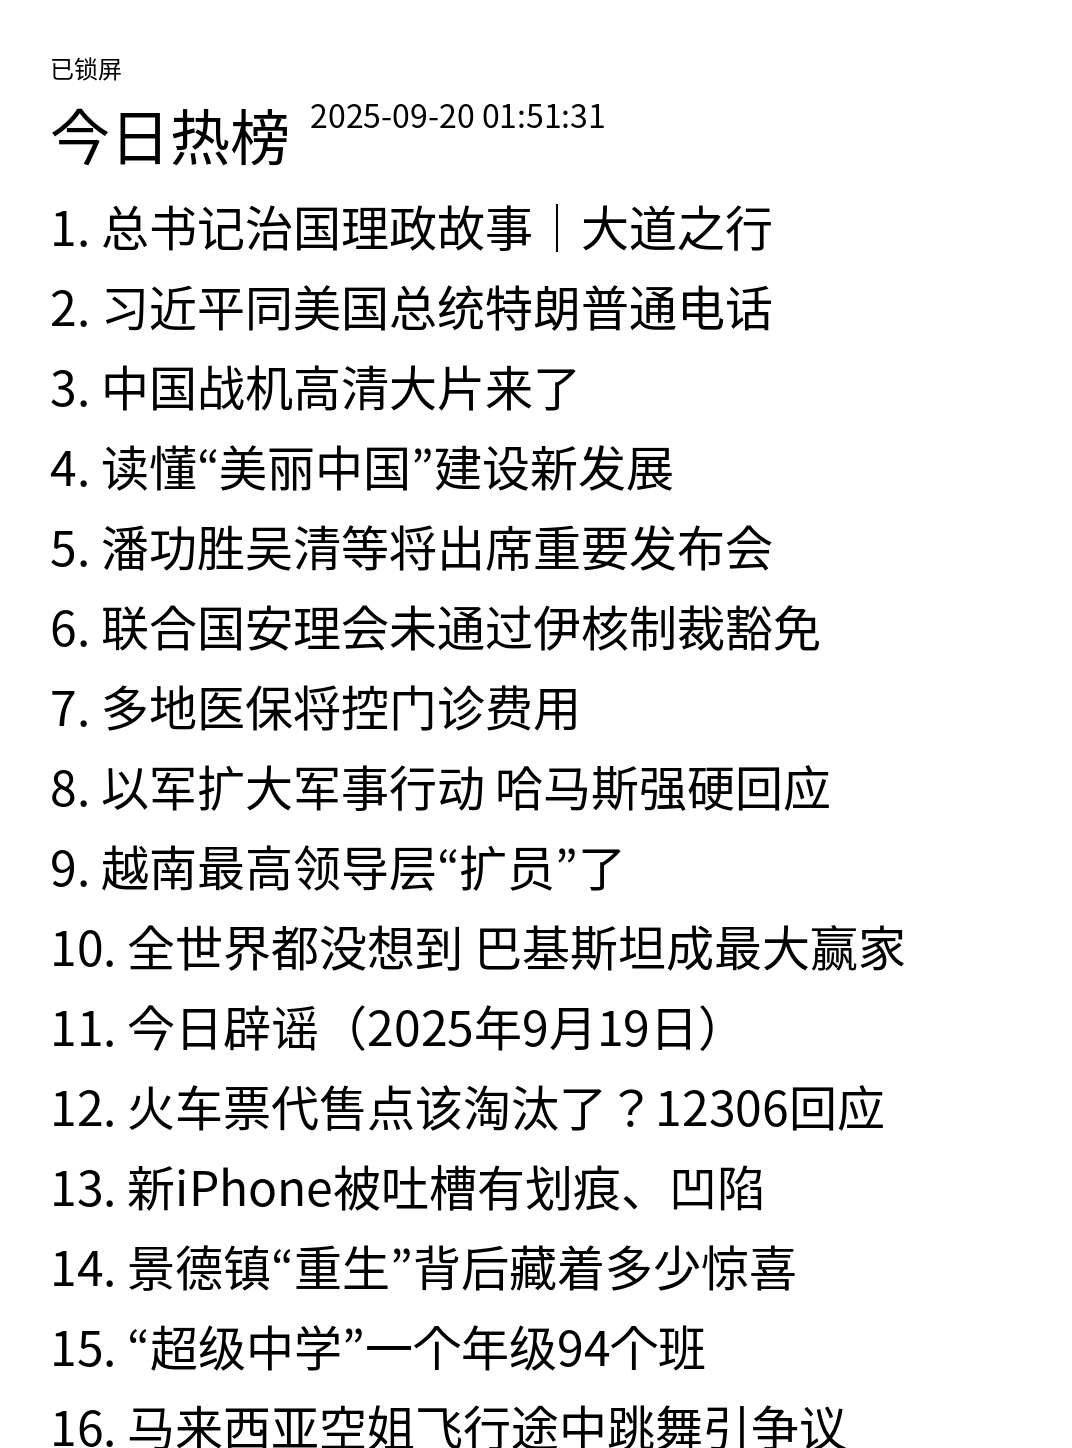 已锁屏
今日热榜 2025-09-20 01:51:31
1. 总书记治国理政故事｜大道之行
2. 习近平同美国总统特朗普通电话
3. 中国战机高清大片来了
4. 读懂“美丽中国”建设新发展
5. 潘功胜吴清等将出席重要发布会
6. 联合国安理会未通过伊核制裁豁免
7. 多地医保将控门诊费用
8. 以军扩大军事行动 哈马斯强硬回应
9. 越南最高领导层“扩员”了
10. 全世界都没想到 巴基斯坦成最大赢家
11. 今日辟谣（2025年9月19日）
12. 火车票代售点该淘汰了？12306回应
13. 新iPhone被吐槽有划痕、凹陷
14. 景德镇“重生”背后藏着多少惊喜
15. “超级中学”一个年级94个班
16. 马来西亚空姐飞行途中跳舞引争议